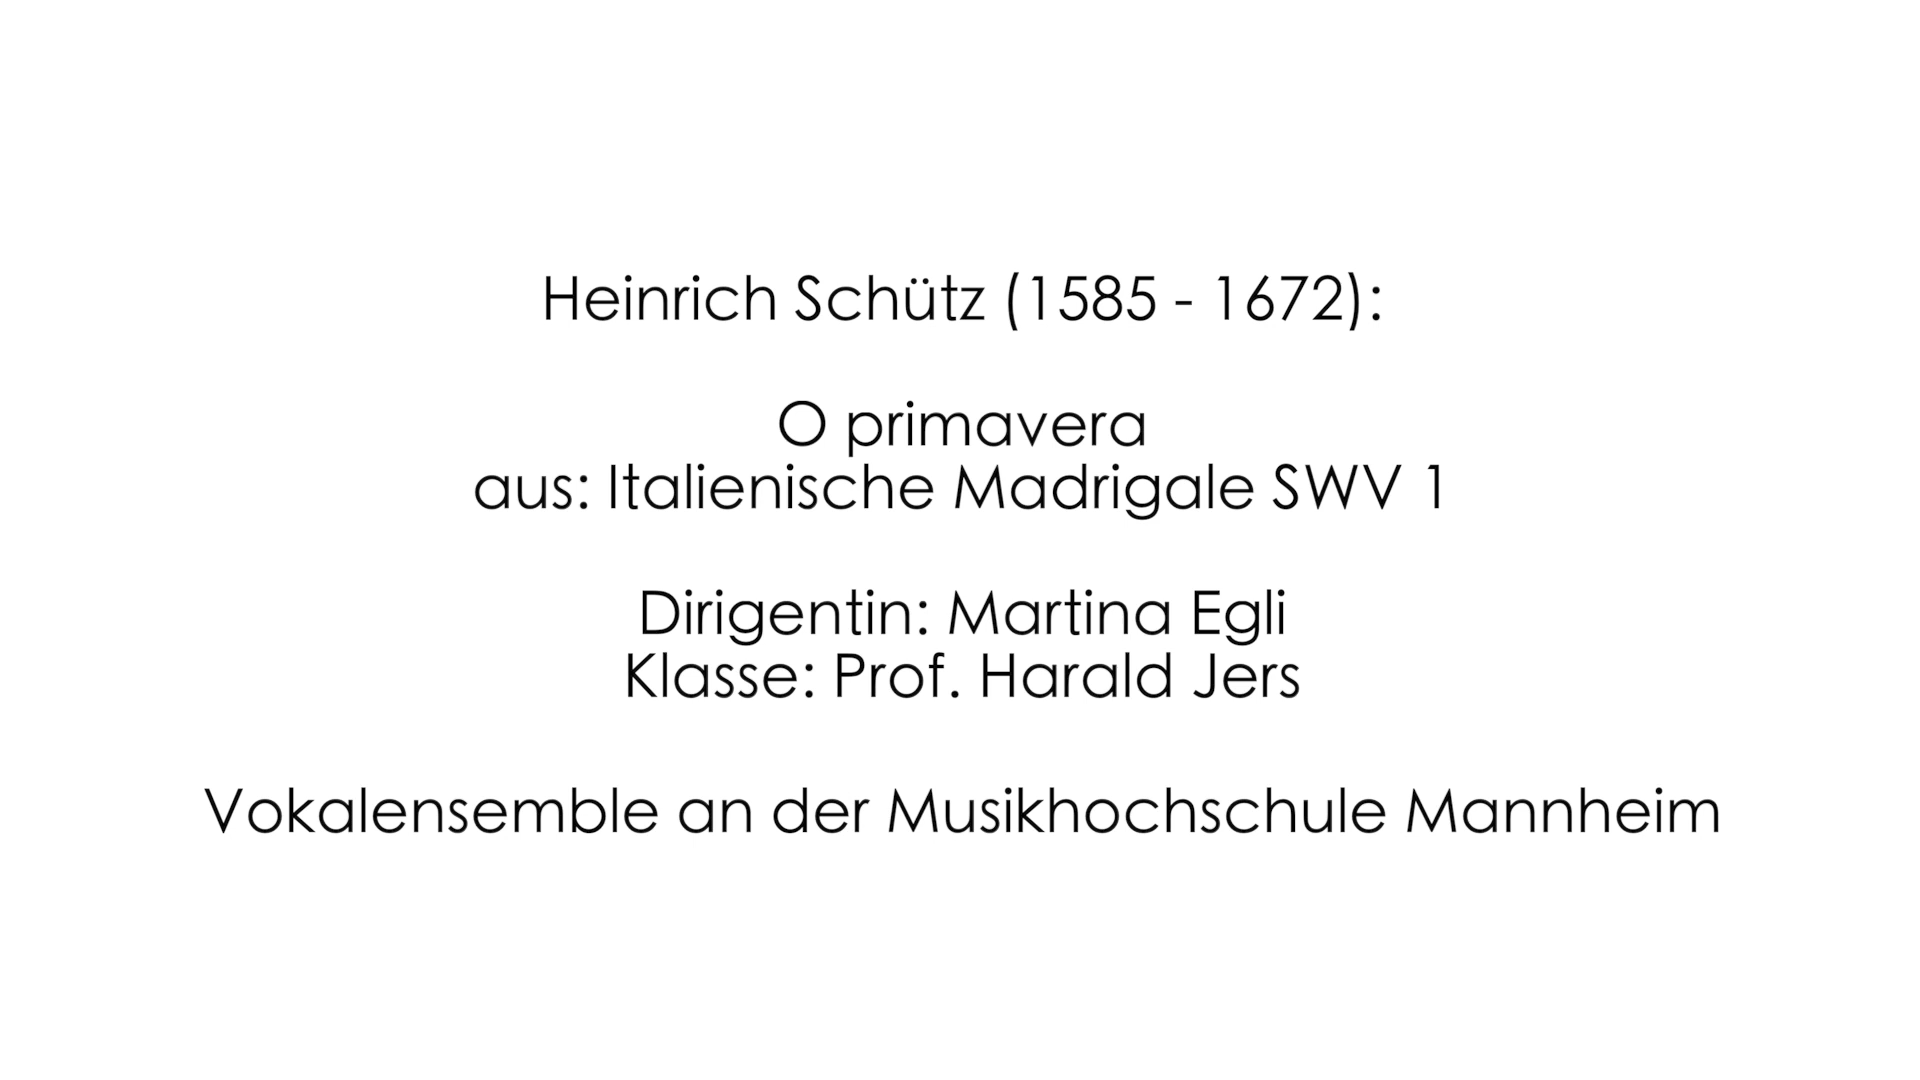 Heinrich Schütz (1585 - 1672):
O primavera
aus: Italienische Madrigale SWV 1
Dirigentin: Martina Egli
Klasse: Prof. Harald Jers
Vokalensemble an der Musikhochschule Mannheim